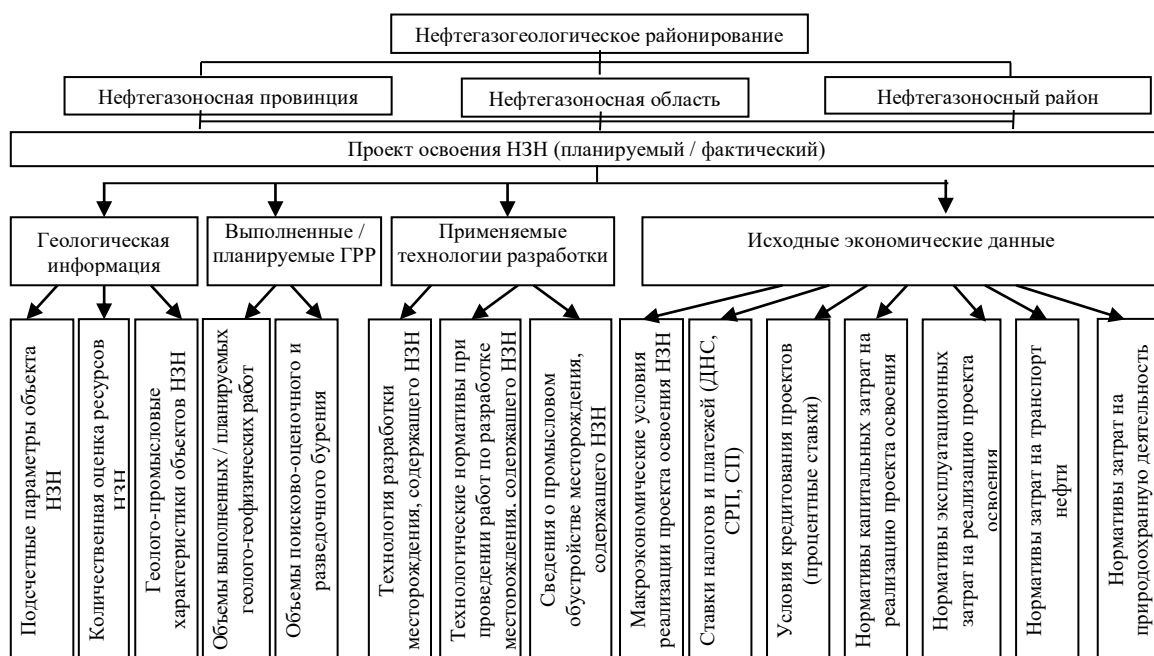 Нефтегазогеологическое районирование
Нефтегазоносная провинция
Нефтегазоносная область
Нефтегазоносный район
Проект освоения НЗН (планируемый / фактический)
Геологическая
информация
Выполненные /
планируемые ГРР
Применяемые
технологии разработки
Исходные экономические данные
Подсчетные параметры объекта
НЗН
Количественная оценка ресурсов
НЗН
Геолого-промысловые
характеристики объектов НЗН
Объемы выполненных / планируемых
геолого-геофизических работ
Объемы поисково-оценочного и
разведочного бурения
Технология разработки
месторождения, содержащего НЗН
Технологические нормативы при
проведении работ по разработке
месторождения. содержащего НЗН
Сведения о промысловом
обустройстве месторождения,
содержащего НЗН
Макроэкономические условия
реализации проекта освоения НЗН
Ставки налогов и платежей (ДНС,
СРП, СП)
Условия кредитования проектов
(процентные ставки)
Нормативы капитальных затрат на
реализацию проекта освоения
Нормативы эксплуатационных
затрат на реализацию проекта
освоения
Нормативы затрат на транспорт
нефти
Нормативы затрат на
природоохранную деятельность